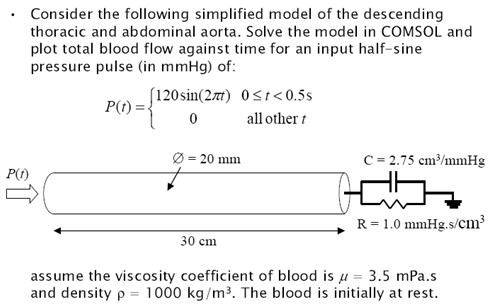 • Consider the following simplified model of the descending
thoracic and abdominal aorta. Solve the model in COMSOL and
plot total blood flow against time for an input half-sine
pressure pulse (in mmHg) of:
P(t) = {120sin(2πt) 0 ≤ t < 0.5s
0 all other t
Ø = 20 mm
C = 2.75 cm³/mmHg
P(t)
R = 1.0 mmHg.s/cm³
30 cm
assume the viscosity coefficient of blood is μ = 3.5 mPa.s
and density ρ = 1000 kg/m³. The blood is initially at rest.